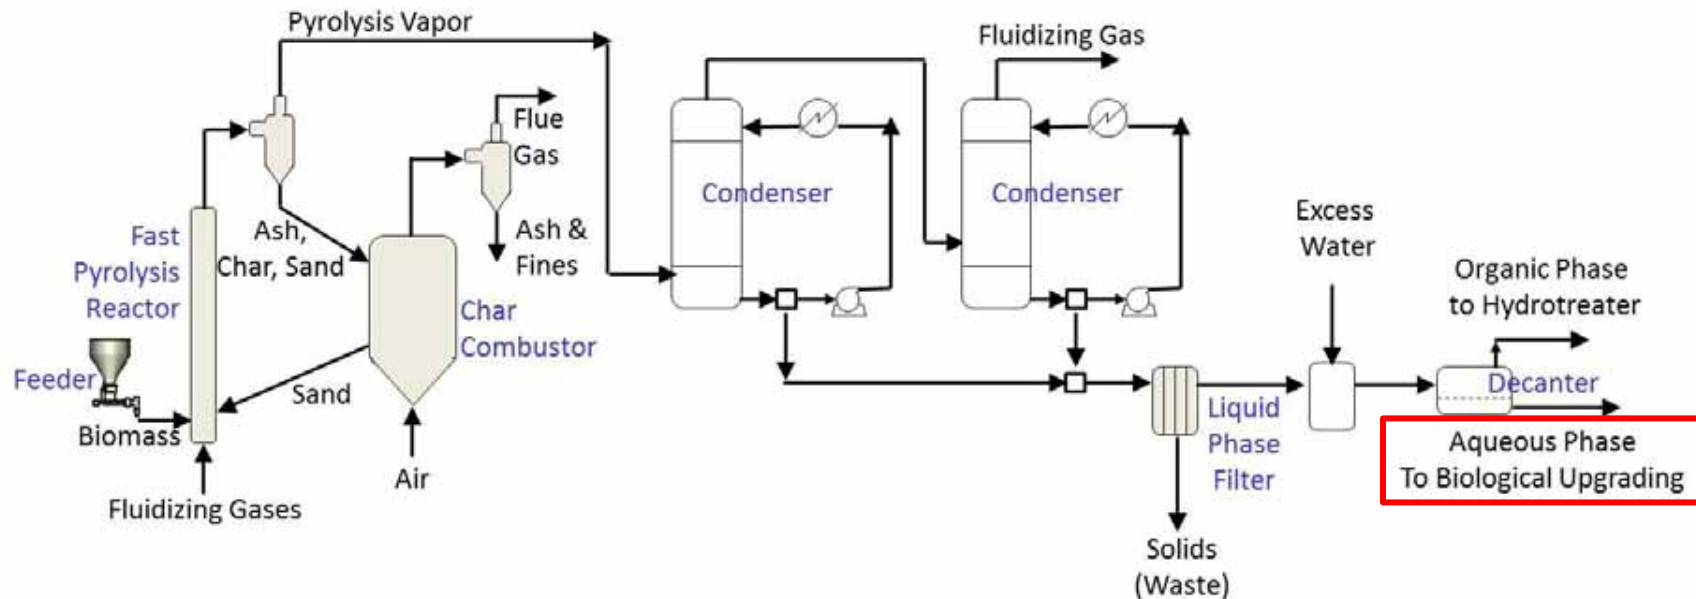 Pyrolysis Vapor
Fluidizing Gas
Flue
Gas
Condenser
Condenser
Ash,
Char, Sand
Ash &
Fines
Fast
Pyrolysis
Reactor
Char
Combustor
Feeder
Sand
Biomass
Air
Fluidizing Gases
Excess
Water
Organic Phase
to Hydrotreater
Decanter
Liquid
Phase
Filter
Aqueous Phase
To Biological Upgrading
Solids
(Waste)